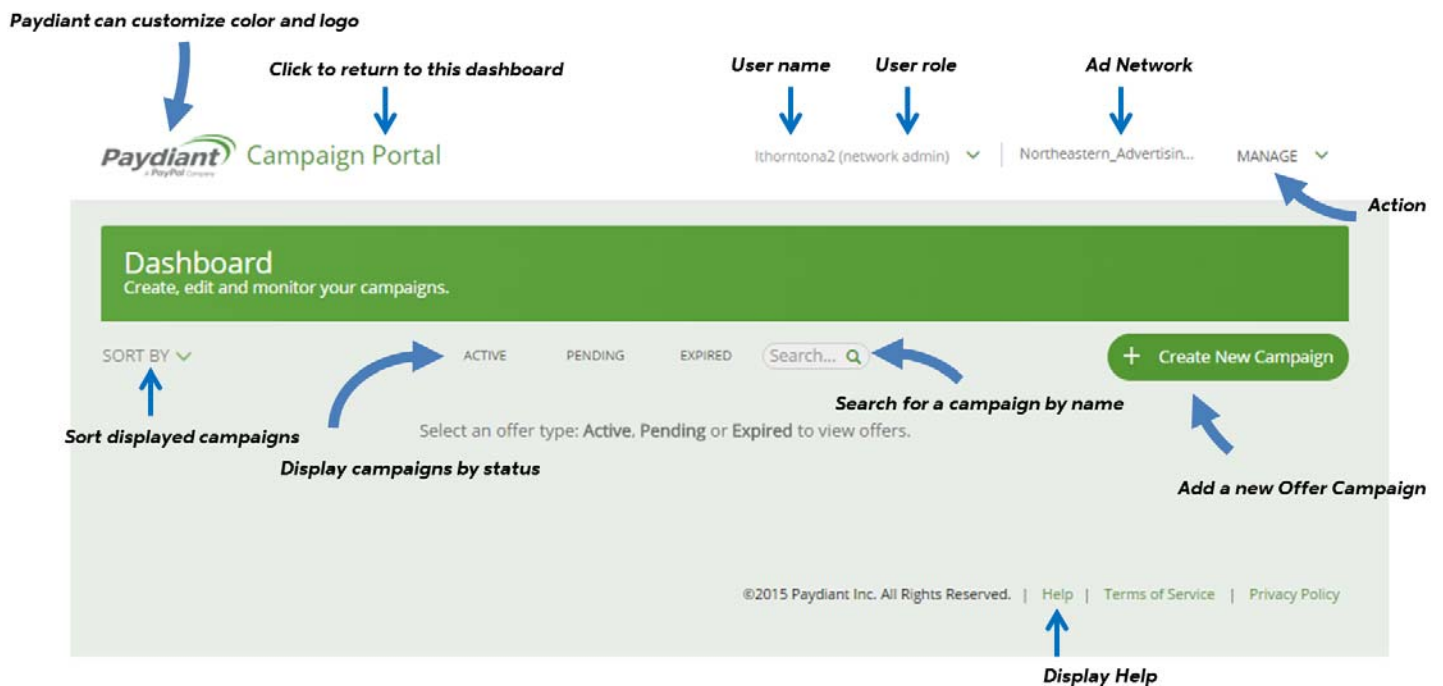 Paydiant can customize color and logo
Click to return to this dashboard
User name
User role
Ad Network
Paydiant
A PayPal Company
Campaign Portal
lthorntona2 (network admin)
Northeastern_Advertisin...
MANAGE
Action
Dashboard
Create, edit and monitor your campaigns.
SORT BY
ACTIVE
PENDING
EXPIRED
Search...
+ Create New Campaign
Search for a campaign by name
Sort displayed campaigns
Select an offer type: Active, Pending or Expired to view offers.
Display campaigns by status
Add a new Offer Campaign
©2015 Paydiant Inc. All Rights Reserved. | Help | Terms of Service | Privacy Policy
Display Help